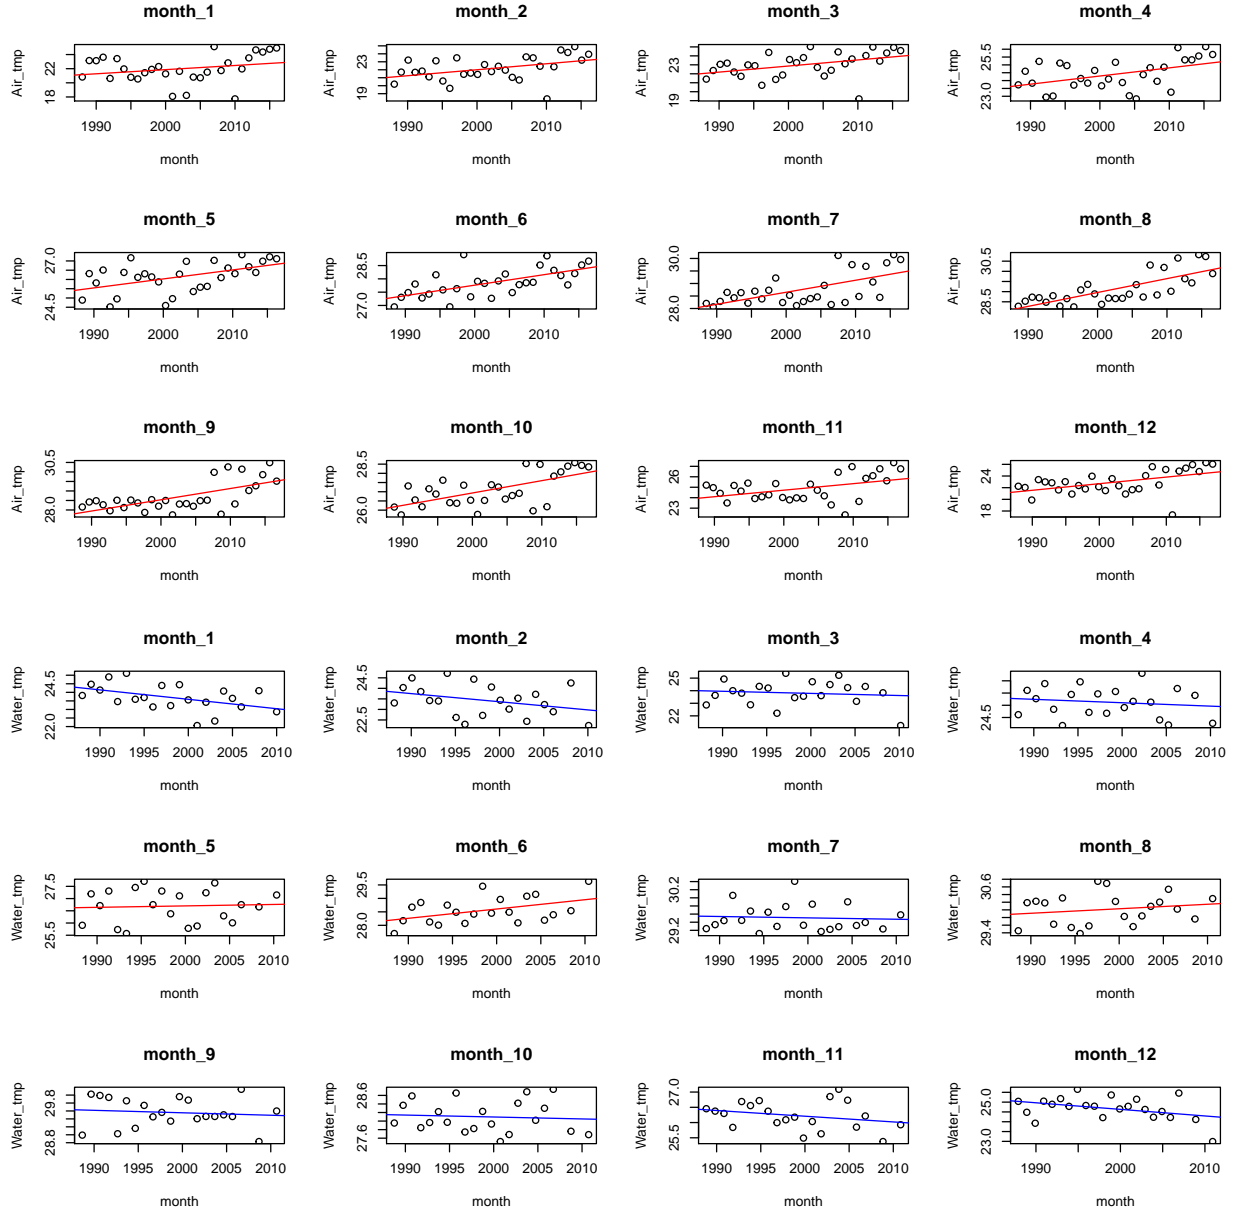 month_1 month_2 month_3 month_4
Air_tmp 18 22 Air_tmp 19 23 Air_tmp 19 23 Air_tmp 23.0 25.5
1990 2000 2010 1990 2000 2010 1990 2000 2010 1990 2000 2010
month month month month
month_5 month_6 month_7 month_8
Air_tmp 24.5 27.0 Air_tmp 27.0 28.5 Air_tmp 28.0 30.0 Air_tmp 28.5 30.5
1990 2000 2010 1990 2000 2010 1990 2000 2010 1990 2000 2010
month month month month
month_9 month_10 month_11 month_12
Air_tmp 28.0 30.5 Air_tmp 26.0 28.5 Air_tmp 23 26 Air_tmp 18 24
1990 2000 2010 1990 2000 2010 1990 2000 2010 1990 2000 2010
month month month month
month_1 month_2 month_3 month_4
Water_tmp 22.0 24.5 Water_tmp 22.5 24.5 Water_tmp 22 25 Water_tmp 24.5
1990 1995 2000 2005 2010 1990 1995 2000 2005 2010 1990 1995 2000 2005 2010 1990 1995 2000 2005 2010
month month month month
month_5 month_6 month_7 month_8
Water_tmp 25.5 27.5 Water_tmp 28.0 29.5 Water_tmp 29.2 30.2 Water_tmp 29.4 30.6
1990 1995 2000 2005 2010 1990 1995 2000 2005 2010 1990 1995 2000 2005 2010 1990 1995 2000 2005 2010
month month month month
month_9 month_10 month_11 month_12
Water_tmp 28.8 29.8 Water_tmp 27.6 28.6 Water_tmp 25.5 27.0 Water_tmp 23.0 25.0
1990 1995 2000 2005 2010 1990 1995 2000 2005 2010 1990 1995 2000 2005 2010 1990 2000 2010
month month month month